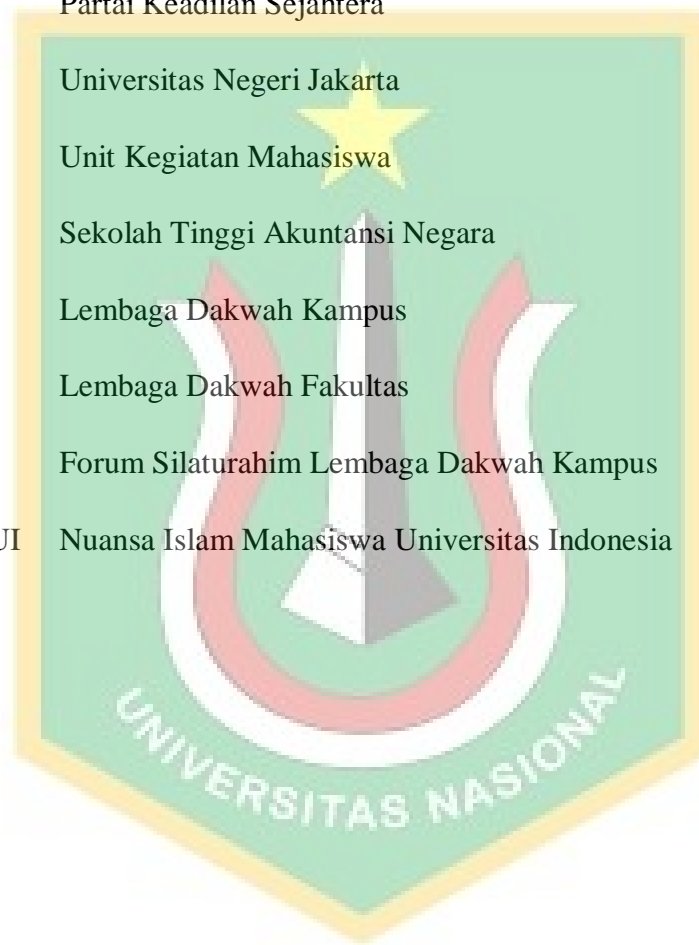 Partai Keadilan Sejahtera
Universitas Negeri Jakarta
Unit Kegiatan Mahasiswa
Sekolah Tinggi Akuntansi Negara
Lembaga Dakwah Kampus
Lembaga Dakwah Fakultas
Forum Silaturahim Lembaga Dakwah Kampus
UI Nuansa Islam Mahasiswa Universitas Indonesia
UNIVERSITAS NASIONAL